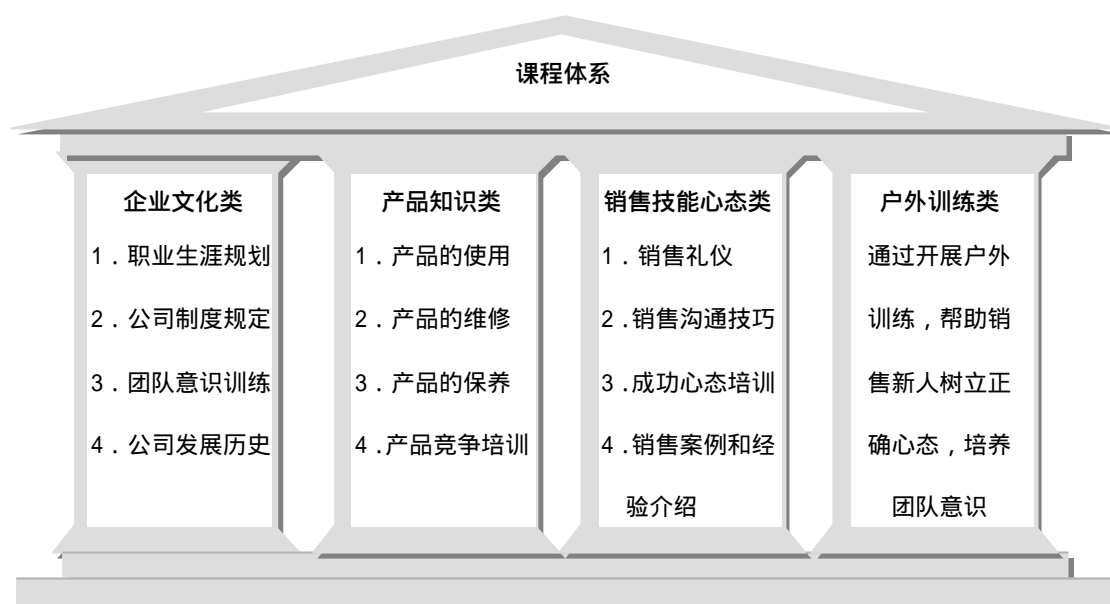 课程体系
企业文化类
1．职业生涯规划
2．公司制度规定
3．团队意识训练
4．公司发展历史
产品知识类
1．产品的使用
2．产品的维修
3．产品的保养
4.产品竞争培训
销售技能心态类
1．销售礼仪
2.销售沟通技巧
3.成功心态培训
4.销售案例和经
验介绍
户外训练类
通过开展户外
训练，帮助销
售新人树立正
确心态，培养
团队意识